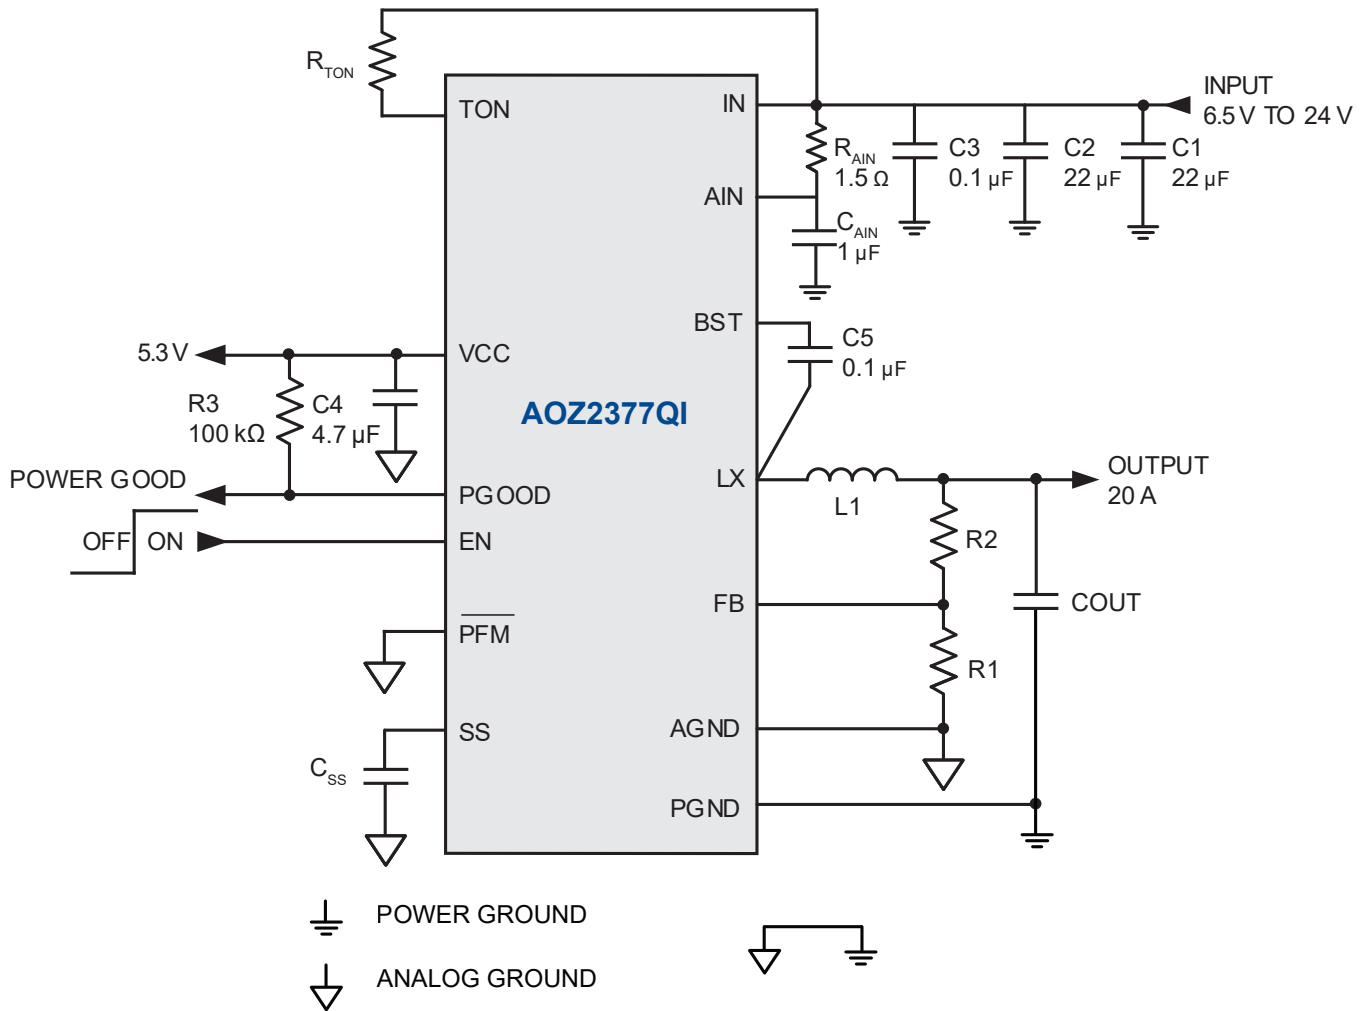 R_TON
TON
IN
INPUT
6.5 V TO 24 V
R_AIN
1.5 Ω
C3
0.1 µF
C2
22 µF
C1
22 µF
AIN
C_AIN
1 µF
BST
C5
0.1 µF
5.3 V
VCC
R3
100 kΩ
C4
4.7 µF
AOZ2377QI
POWER GOOD
PGOOD
LX
L1
OUTPUT
20 A
OFF
ON
EN
R2
FB
COUT
PFM
R1
SS
AGND
C_SS
PGND
POWER GROUND
ANALOG GROUND